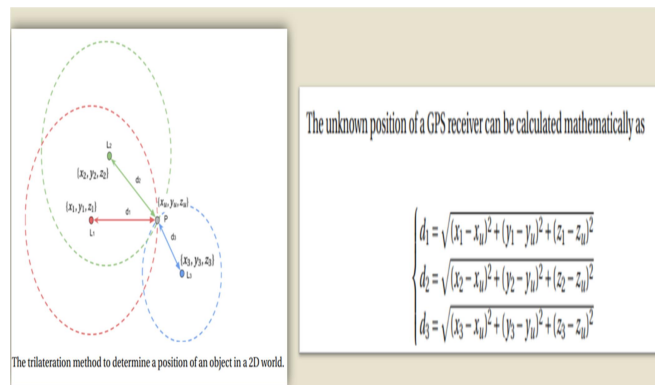 L₂
(x₂, y₂, z₂)
d₂
(xᵤ, yᵤ, zᵤ)
(x₁, y₁, z₁)
d₁
P
L₁
d₃
(x₃, y₃, z₃)
L₃
The trilateration method to determine a position of an object in a 2D world.
The unknown position of a GPS receiver can be calculated mathematically as
d₁ = √(x₁ − xᵤ)² + (y₁ − yᵤ)² + (z₁ − zᵤ)²
d₂ = √(x₂ − xᵤ)² + (y₂ − yᵤ)² + (z₂ − zᵤ)²
d₃ = √(x₃ − xᵤ)² + (y₃ − yᵤ)² + (z₃ − zᵤ)²